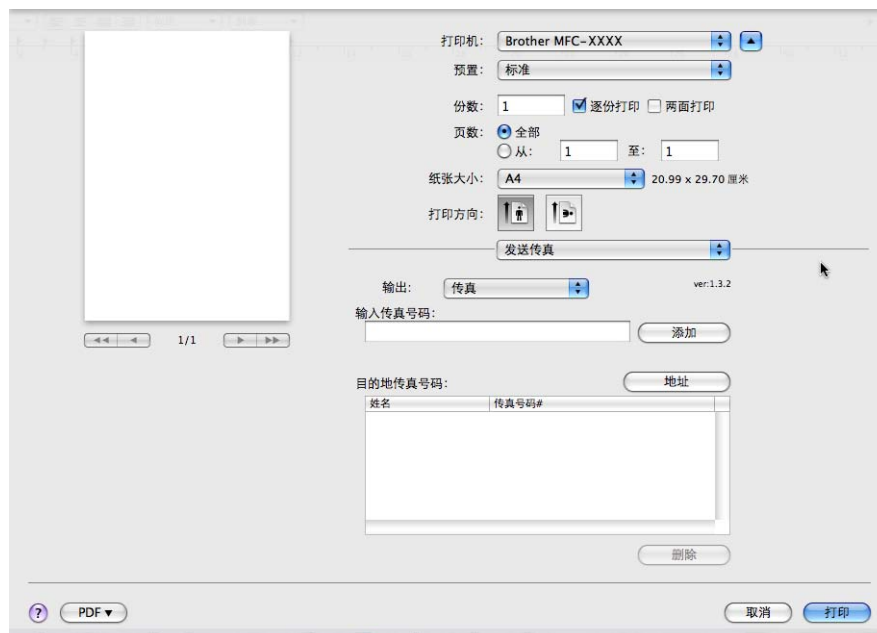 打印机: Brother MFC-XXXX
预置: 标准
份数: 1 逐份打印 两面打印
页数: 全部
从: 1 至: 1
纸张大小: A4 20.99 x 29.70 厘米
打印方向:
发送传真
输出: 传真 ver:1.3.2
输入传真号码:
添加
1/1
目的地传真号码: 地址
姓名 传真号码#
删除
? PDF▼ 取消 打印